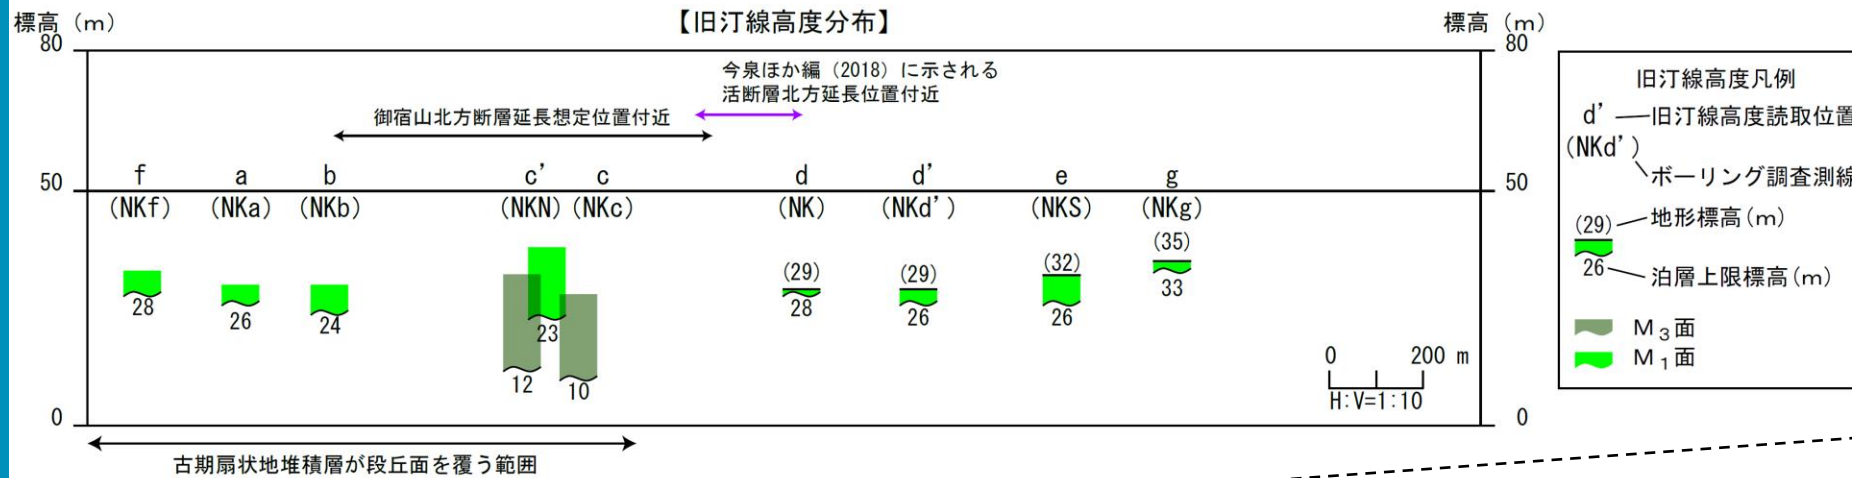 【旧汀線高度分布】
標高（m）
標高（m）
80
80
今泉ほか編（2018）に示される
活断層北方延長位置付近
御宿山北方断層延長想定位置付近
f a b c’ c d d’ e g
50
50
(NKf) (NKa) (NKb) (NKN) (NKc) (NK) (NKd’) (NKS) (NKg)
(29) (29) (32) (35)
28 26 24 23 12 10 28 26 26 33
0 200 m
H:V=1:10
0
0
古期扇状地堆積層が段丘面を覆う範囲
旧汀線高度凡例
d’ 旧汀線高度読取位置
(NKd’)
ボーリング調査測線
(29) 地形標高(m)
26 泊層上限標高(m)
M3面
M1面